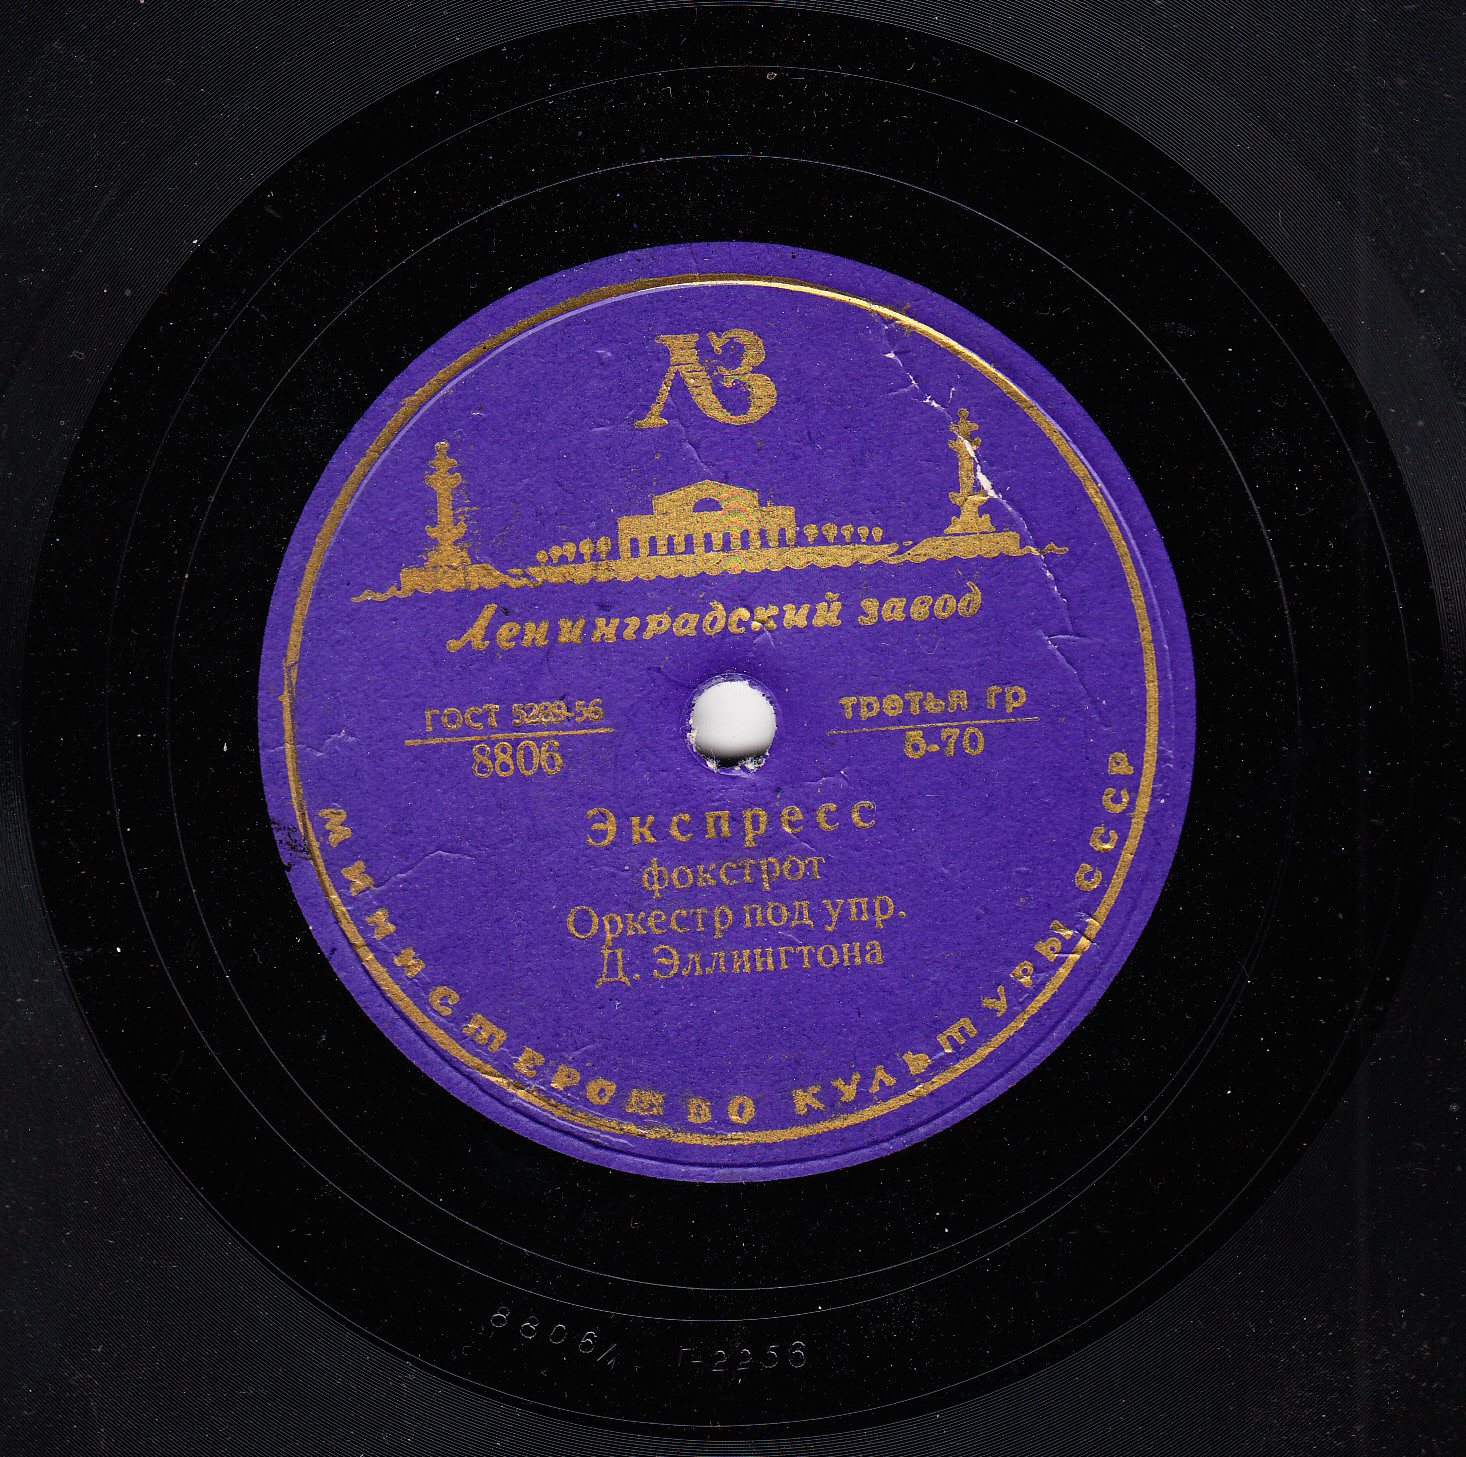 ЛЗ
Ленинградский завод
ГОСТ 5289-56
8806
третья гр
5-70
Экспресс
фокстрот
Оркестр под упр.
Д. Эллингтона
МИНИСТЕРСТВО КУЛЬТУРЫ СССР
8806/1 Г-2256